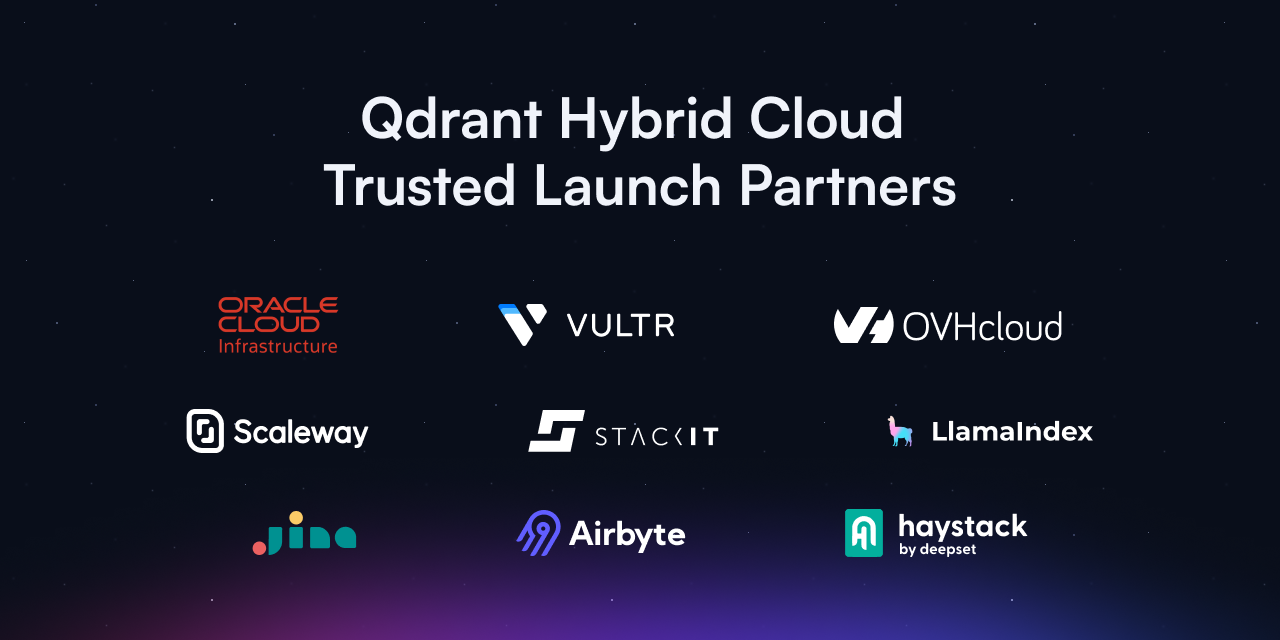 Qdrant Hybrid Cloud
Trusted Launch Partners
ORACLE
CLOUD
Infrastructure
VULTR
OVHcloud
Scaleway
STACKIT
LlamaIndex
jina
Airbyte
haystack
by deepset